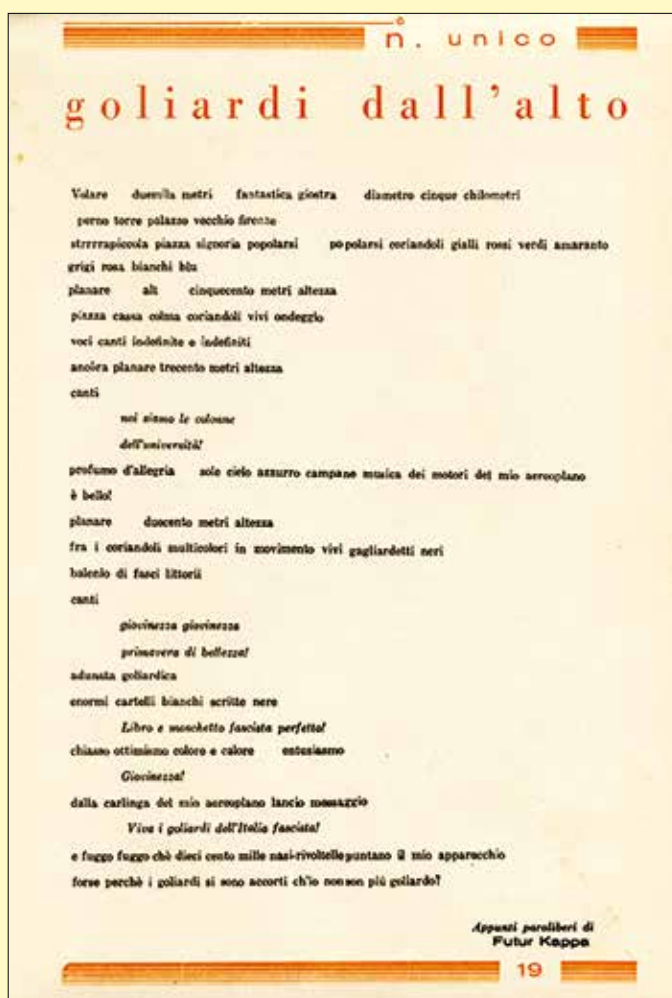 n. unico
goliardi dall'alto
Volare duemila metri fantastica giostra diametro cinque chilometri
perno torre palazzo vecchio firenze
strrrrapiccola piazza signoria popolarsi popolarsi coriandoli gialli rossi verdi amaranto
grigi rosa bianchi blu
planare alt cinquecento metri altezza
piazza cassa colma coriandoli vivi ondeggio
voci canti indefinite e indefiniti
ancòra planare trecento metri altezza
canti
noi siamo le colonne
dell'università!
profumo d'allegria sole cielo azzurro campane musica dei motori del mio aereoplano
è bello!
planare duecento metri altezza
fra i coriandoli multicolori in movimento vivi gagliardetti neri
balenio di fasci littorii
canti
giovinezza giovinezza
primavera di bellezza!
adunata goliardica
enormi cartelli bianchi scritte nere
Libro e moschetto fascista perfetto!
chiasso ottimismo colore e calore entusiasmo
Giovinezza!
dalla carlinga del mio aereoplano lancio messaggio
Viva i goliardi dell'Italia fascista!
e fuggo fuggo chè dieci cento mille nasi-rivoltelle puntano il mio apparecchio
forse perchè i goliardi si sono accorti ch'io non son più goliardo?
Appunti paroliberi di
Futur Kappa
19